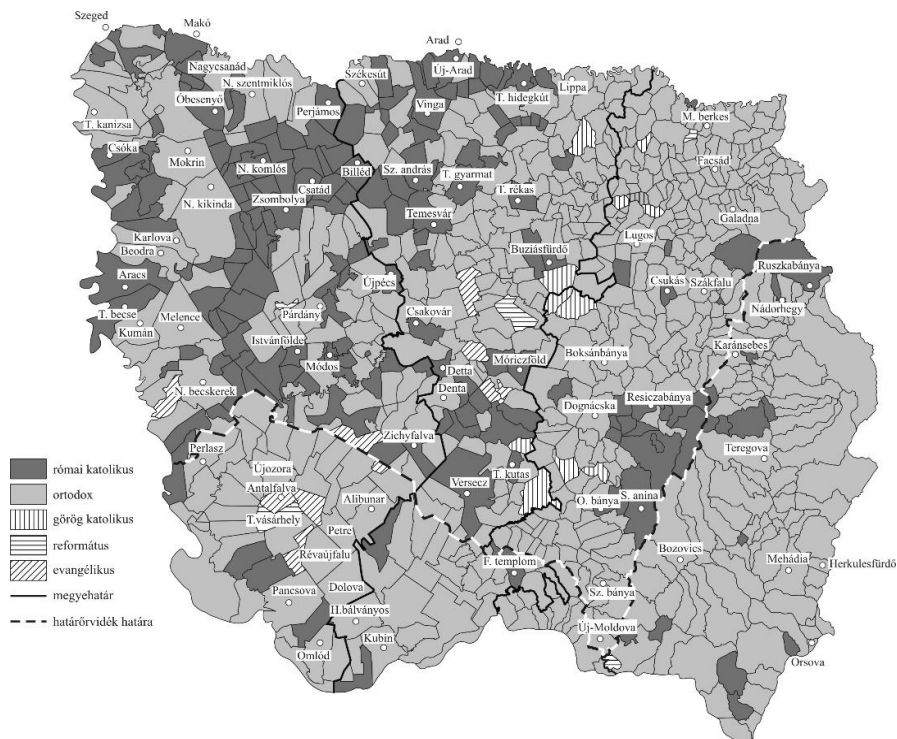 Szeged
Makó
Arad
Nagycsanád
Székesút
Új-Arad
N. szentmiklós
T. hidegkút
Lippa
Óbesenyő
Perjámos
Vinga
T. kanizsa
M. berkes
Csóka
Mokrin
N. komlós
Billéd
Sz. andrás
T. gyarmat
Facsád
N. kikinda
Csatád
Zsombolya
T. rékas
Temesvár
Galadna
Karlova
Lugos
Beodra
Buziásfürdő
Aracs
Újpécs
Csukás
Szákfalu
Ruszkabánya
T. becse
Párdány
Nádorhegy
Kumán
Melence
Csakovár
Istvánfölde
Módos
Móriczföld
Boksánbánya
Karánsebes
Detta
N. becskerek
Denta
Dognácska
Resiczabánya
Zichyfalva
Perlasz
Teregova
Újozora
T. kutas
Antalfalva
Alibunar
Versecz
O. bánya
S. anina
T.vásárhely
Petre
Révaújfalu
Bozovics
F. templom
Mehádia
Herkulesfürdő
Pancsova
Dolova
Sz. bánya
H.bálványos
Új-Moldova
Omlód
Kubin
Orsova
római katolikus
ortodox
görög katolikus
református
evangélikus
megyehatár
határőrvidék határa